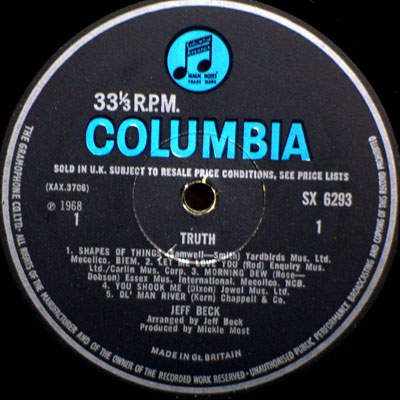 MAGIC NOTES
TRADE MARK
33⅓ R.P.M.
COLUMBIA
SOLD IN U.K. SUBJECT TO RESALE PRICE CONDITIONS, SEE PRICE LISTS
(XAX.3706)
SX 6293
℗ 1968
1
1
TRUTH
1. SHAPES OF THINGS (Samwell—Smith) Yardbirds Mus. Ltd.
Mecolico, BIEM. 2. LET ME LOVE YOU (Rod) Enquiry Mus.
Ltd./Carlin Mus. Corp. 3. MORNING DEW (Rose—
Dobson) Essex Mus. International. Mecolico. NCB.
4. YOU SHOOK ME (Dixon) Jewel Mus. Ltd.
5. OL' MAN RIVER (Kern) Chappell & Co.
JEFF BECK
Arranged by Jeff Beck
Produced by Mickie Most
MADE IN GT. BRITAIN
THE GRAMOPHONE CO. LTD. ALL RIGHTS OF THE MANUFACTURER AND OF THE OWNER OF THE RECORDED WORK RESERVED · UNAUTHORISED PUBLIC PERFORMANCE BROADCASTING AND COPYING OF THIS RECORD PROHIBITED